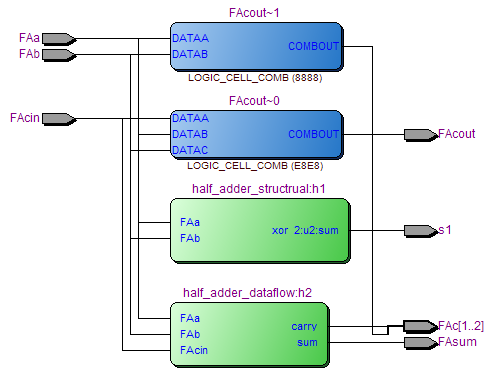 FAcout~1
FAa
FAb
DATAA
DATAB
COMBOUT
LOGIC_CELL_COMB (8888)
FAcout~0
FAcin
DATAA
DATAB
DATAC
COMBOUT
FAcout
LOGIC_CELL_COMB (E8E8)
half_adder_structrual:h1
FAa
FAb
xor_2:u2:sum
s1
half_adder_dataflow:h2
FAa
FAb
FAcin
carry
sum
FAc[1..2]
FAsum